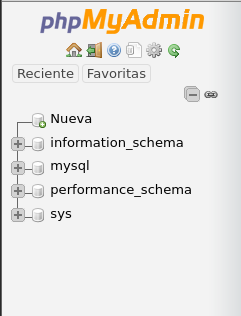 phpMyAdmin
Reciente Favoritas
Nueva
information_schema
mysql
performance_schema
sys